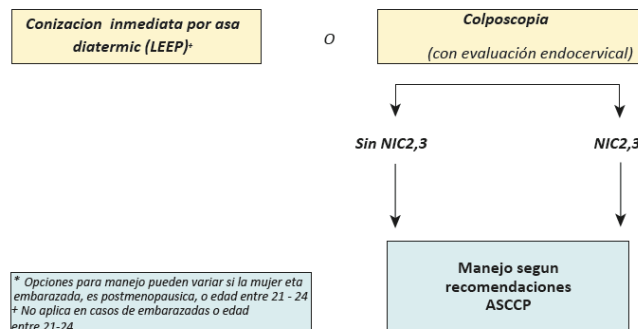 Conizacion inmediata por asa
diatermic (LEEP)+
O
Colposcopia
(con evaluación endocervical)
Sin NIC2,3
NIC2,3
Manejo segun
recomendaciones
ASCCP
* Opciones para manejo pueden variar si la mujer eta
embarazada, es postmenopausica, o edad entre 21 - 24
+ No aplica en casos de embarazadas o edad
entre 21-24